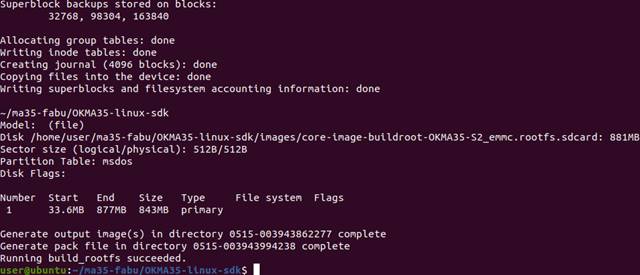 Superblock backups stored on blocks:
        32768, 98304, 163840

Allocating group tables: done
Writing inode tables: done
Creating journal (4096 blocks): done
Copying files into the device: done
Writing superblocks and filesystem accounting information: done

~/ma35-fabu/OKMA35-linux-sdk
Model:  (file)
Disk /home/user/ma35-fabu/OKMA35-linux-sdk/images/core-image-buildroot-OKMA35-S2_emmc.rootfs.sdcard: 881MB
Sector size (logical/physical): 512B/512B
Partition Table: msdos
Disk Flags:

Number  Start   End    Size   Type     File system  Flags
 1      33.6MB  877MB  843MB  primary

Generate output image(s) in directory 0515-003943862277 complete
Generate pack file in directory 0515-003943994238 complete
Running build_rootfs succeeded.
user@ubuntu:~/ma35-fabu/OKMA35-linux-sdk$